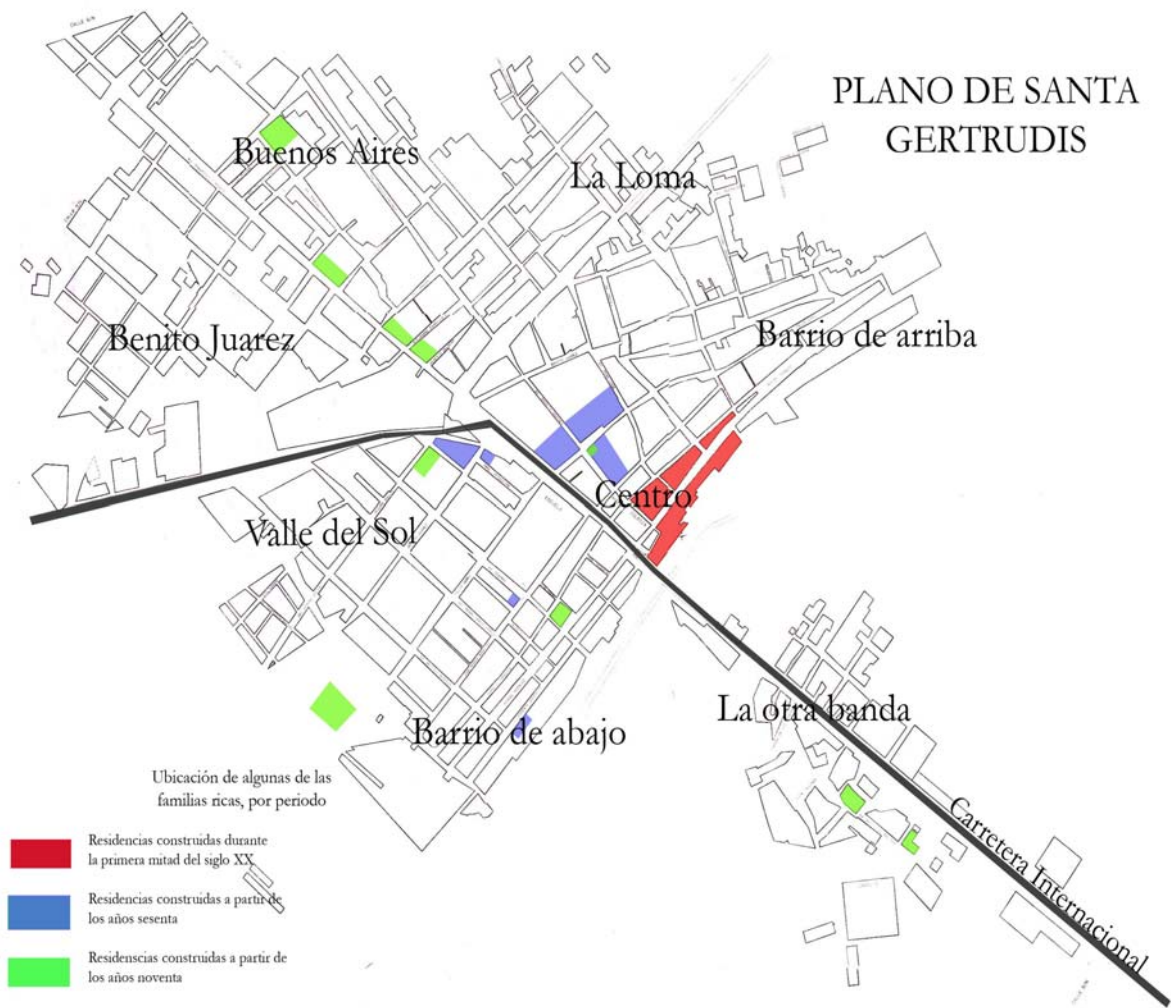 PLANO DE SANTA
GERTRUDIS
Buenos Aires
La Loma
Benito Juarez
Barrio de arriba
Centro
Valle del Sol
La otra banda
Barrio de abajo
Carretera Internacional
Ubicación de algunas de las
familias ricas, por periodo
Residencias construidas durante
la primera mitad del siglo XX
Residencias construidas a partir de
los años sesenta
Residenscias construidas a partir de
los años noventa